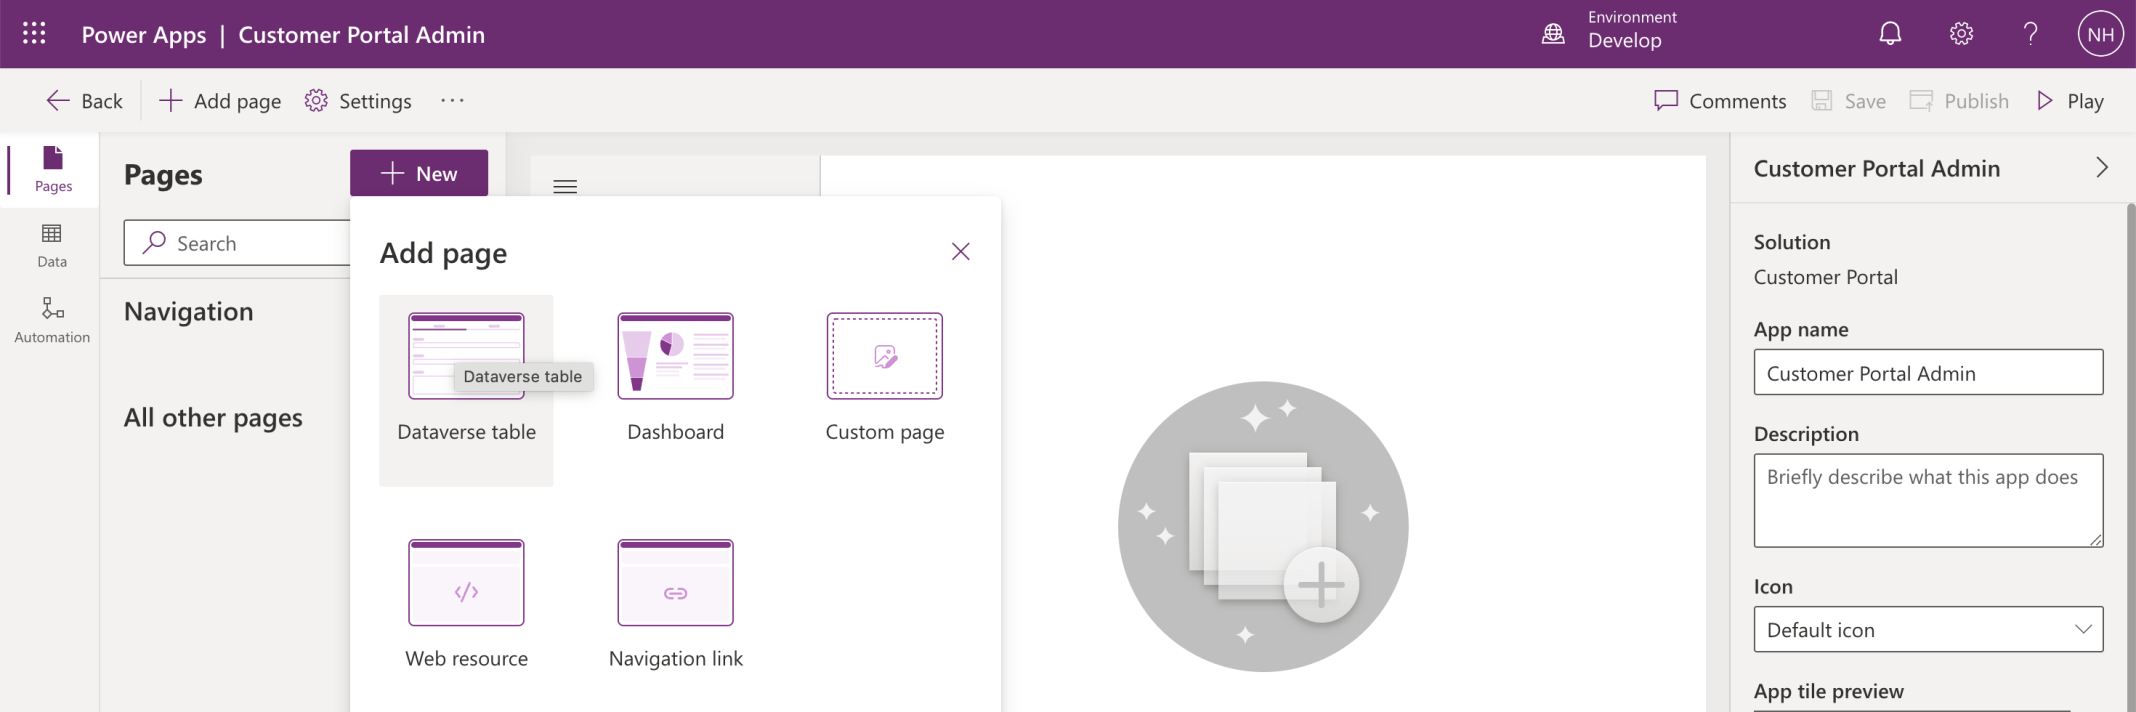 Power Apps | Customer Portal Admin
Environment
Develop
?
NH
Back
Add page
Settings
...
Comments
Save
Publish
Play
Pages
Data
Automation
Pages
New
Search
Navigation
All other pages
Add page
Dataverse table
Dataverse table
Dashboard
Custom page
</>
Web resource
Navigation link
Customer Portal Admin
Solution
Customer Portal
App name
Customer Portal Admin
Description
Briefly describe what this app does
Icon
Default icon
App tile preview